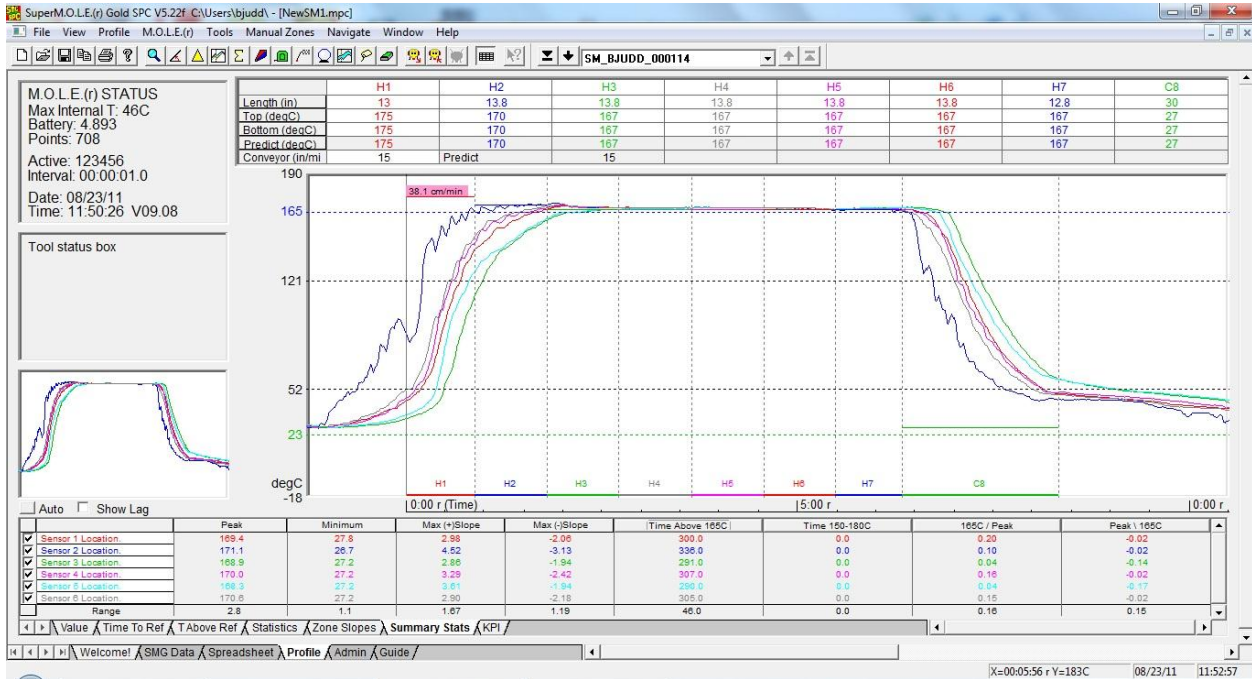 SuperM.O.L.E.(r) Gold SPC V5.22f C:\Users\bjudd\ - [NewSM1.mpc]
File View Profile M.O.L.E.(r) Tools Manual Zones Navigate Window Help
SM_BJUDD_000114
M.O.L.E.(r) STATUS
Max Internal T: 46C
Battery: 4.893
Points: 708
Active: 123456
Interval: 00:00:01.0
Date: 08/23/11
Time: 11:50:26 V09.08
Tool status box
H1 H2 H3 H4 H5 H6 H7 C8
Length (in) 13 13.8 13.8 13.8 13.8 13.8 12.8 30
Top (degC) 175 170 167 167 167 167 167 27
Bottom (degC) 175 170 167 167 167 167 167 27
Predict (degC) 175 170 167 167 167 167 167 27
Conveyor (in/mi 15 Predict 15
190
38.1 cm/min
165
121
52
23
degC
-18
H1 H2 H3 H4 H5 H6 H7 C8
0:00 r (Time) 5:00 r 0:00 r
Auto Show Lag
Peak Minimum Max (+)Slope Max (-)Slope Time Above 165C Time 150-180C 165C / Peak Peak \ 165C
Sensor 1 Location. 169.4 27.8 2.98 -2.06 300.0 0.0 0.20 -0.02
Sensor 2 Location. 171.1 26.7 4.52 -3.13 336.0 0.0 0.10 -0.02
Sensor 3 Location. 168.9 27.2 2.86 -1.94 291.0 0.0 0.04 -0.14
Sensor 4 Location. 170.0 27.2 3.29 -2.42 307.0 0.0 0.16 -0.02
Sensor 5 Location. 168.3 27.2 3.61 -1.94 290.0 0.0 0.04 -0.17
Sensor 6 Location. 170.6 27.2 2.90 -2.18 305.0 0.0 0.15 -0.02
Range 2.8 1.1 1.67 1.19 46.0 0.0 0.16 0.15
Value Time To Ref T Above Ref Statistics Zone Slopes Summary Stats KPI
Welcome! SMG Data Spreadsheet Profile Admin Guide
X=00:05:56 r Y=183C 08/23/11 11:52:57